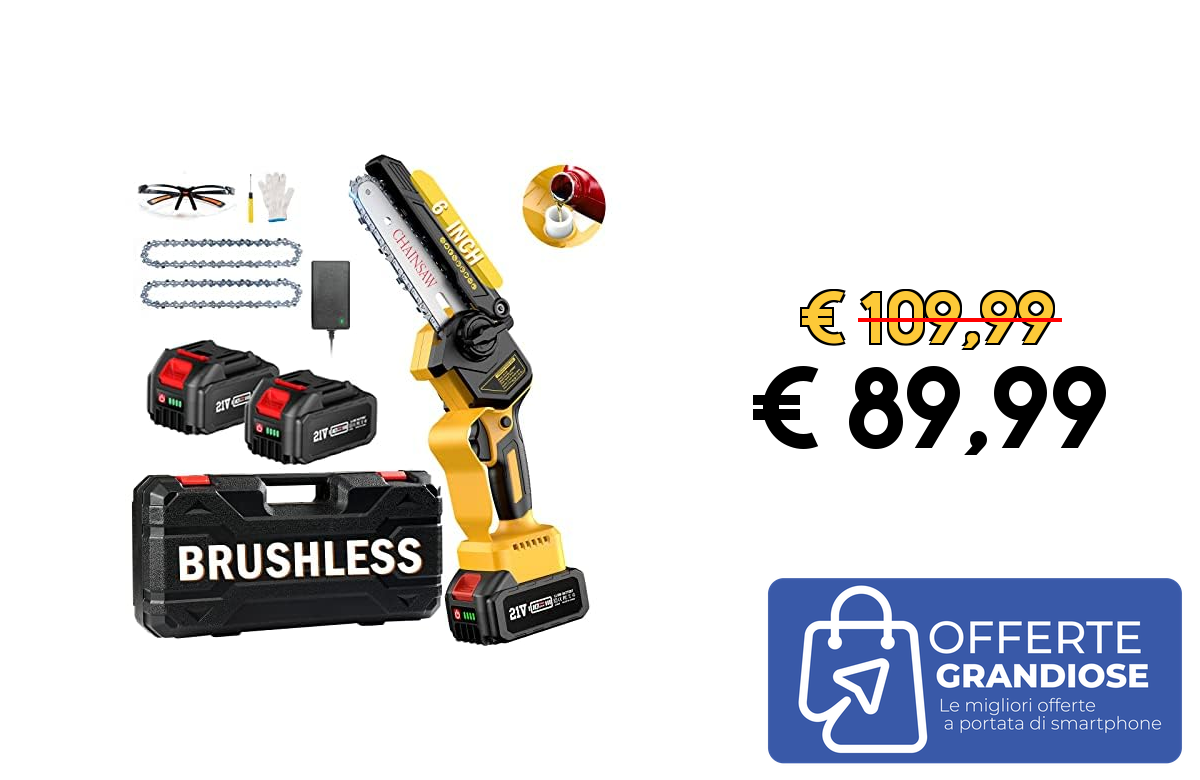 6 INCH
CHAINSAW
€ 109,99
€ 89,99
21V
21V
BRUSHLESS
21V
OFFERTE
GRANDIOSE
Le migliori offerte
a portata di smartphone